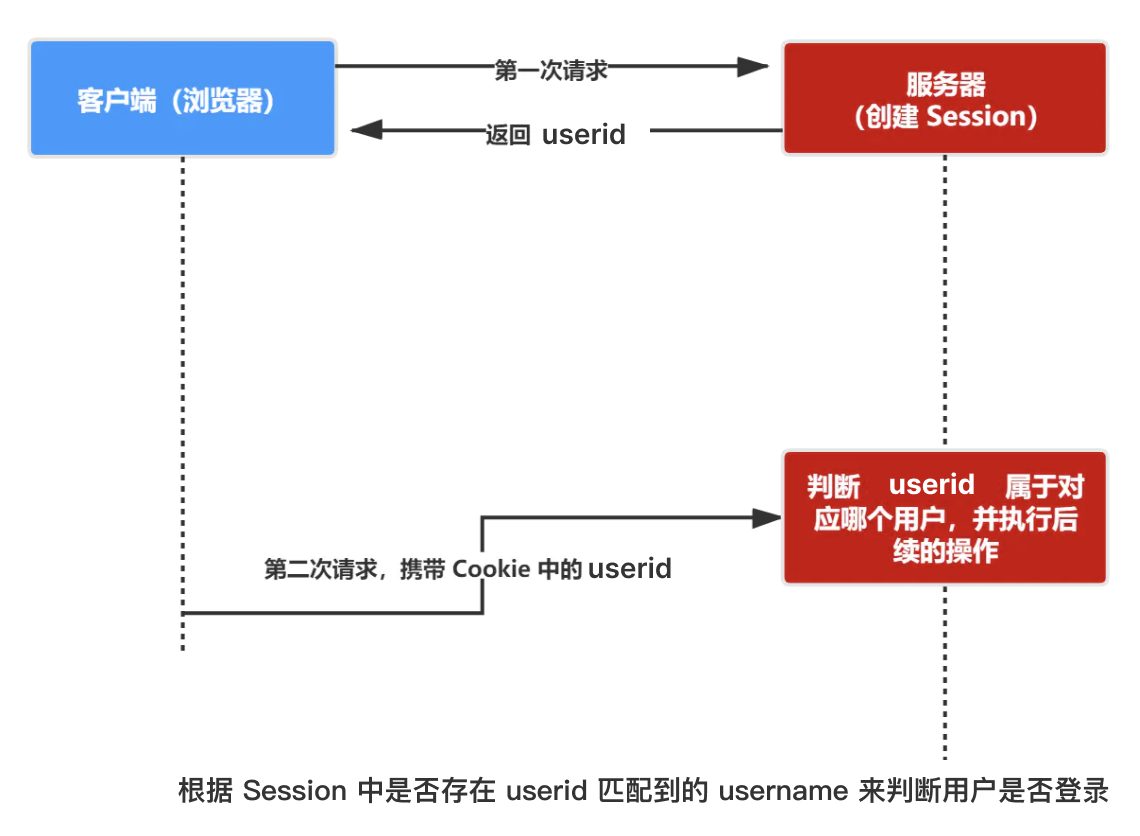 客户端（浏览器）
第一次请求
服务器
（创建 Session）
返回 userid
判断 userid 属于对
应哪个用户，并执行后
续的操作
第二次请求，携带 Cookie 中的 userid
根据 Session 中是否存在 userid 匹配到的 username 来判断用户是否登录